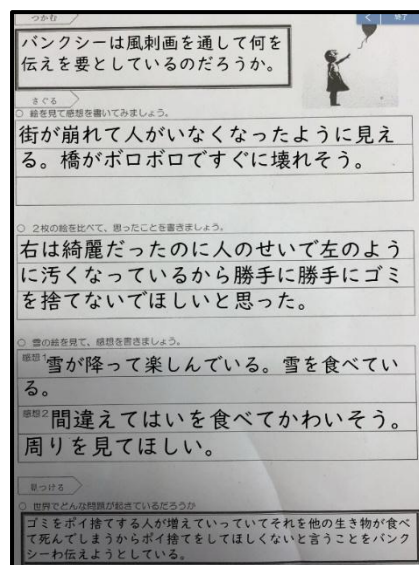 つかむ
終了
バンクシーは風刺画を通して何を
伝えを要としているのだろうか。
さぐる
○ 絵を見て感想を書いてみましょう。
街が崩れて人がいなくなったように見え
る。橋がボロボロですぐに壊れそう。
○ 2枚の絵を比べて、思ったことを書きましょう。
右は綺麗だったのに人のせいで左のよう
に汚くなっているから勝手に勝手にゴミ
を捨てないでほしいと思った。
○ 雪の絵を見て、感想を書きましょう。
感想1 雪が降って楽しんでいる。雪を食べてい
る。
感想2 間違えてはいを食べてかわいそう。
周りを見てほしい。
見つける
○ 世界でどんな問題が起きているだろうか
ゴミをポイ捨てする人が増えていっていてそれを他の生き物が食べ
て死んでしまうからポイ捨てをしてほしくないと言うことをバンク
シーわ伝えようとしている。